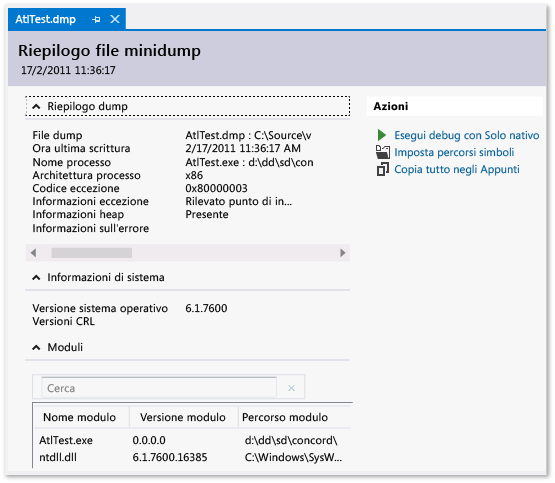 AtlTest.dmp
Riepilogo file minidump
17/2/2011 11:36:17
Riepilogo dump
File dump AtlTest.dmp : C:\Source\v
Ora ultima scrittura 2/17/2011 11:36:17 AM
Nome processo AtlTest.exe : d:\dd\sd\con
Architettura processo x86
Codice eccezione 0x80000003
Informazioni eccezione Rilevato punto di in...
Informazioni heap Presente
Informazioni sull'errore
Azioni
Esegui debug con Solo nativo
Imposta percorsi simboli
Copia tutto negli Appunti
Informazioni di sistema
Versione sistema operativo 6.1.7600
Versioni CRL
Moduli
Cerca
Nome modulo Versione modulo Percorso modulo
AtlTest.exe 0.0.0.0 d:\dd\sd\concord\
ntdll.dll 6.1.7600.16385 C:\Windows\SysW...